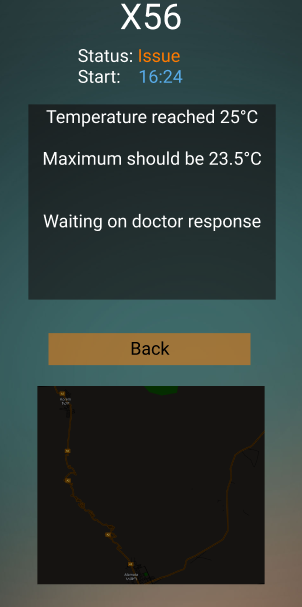 X56
Status: Issue
Start: 16:24
Temperature reached 25°C
Maximum should be 23.5°C
Waiting on doctor response
Back